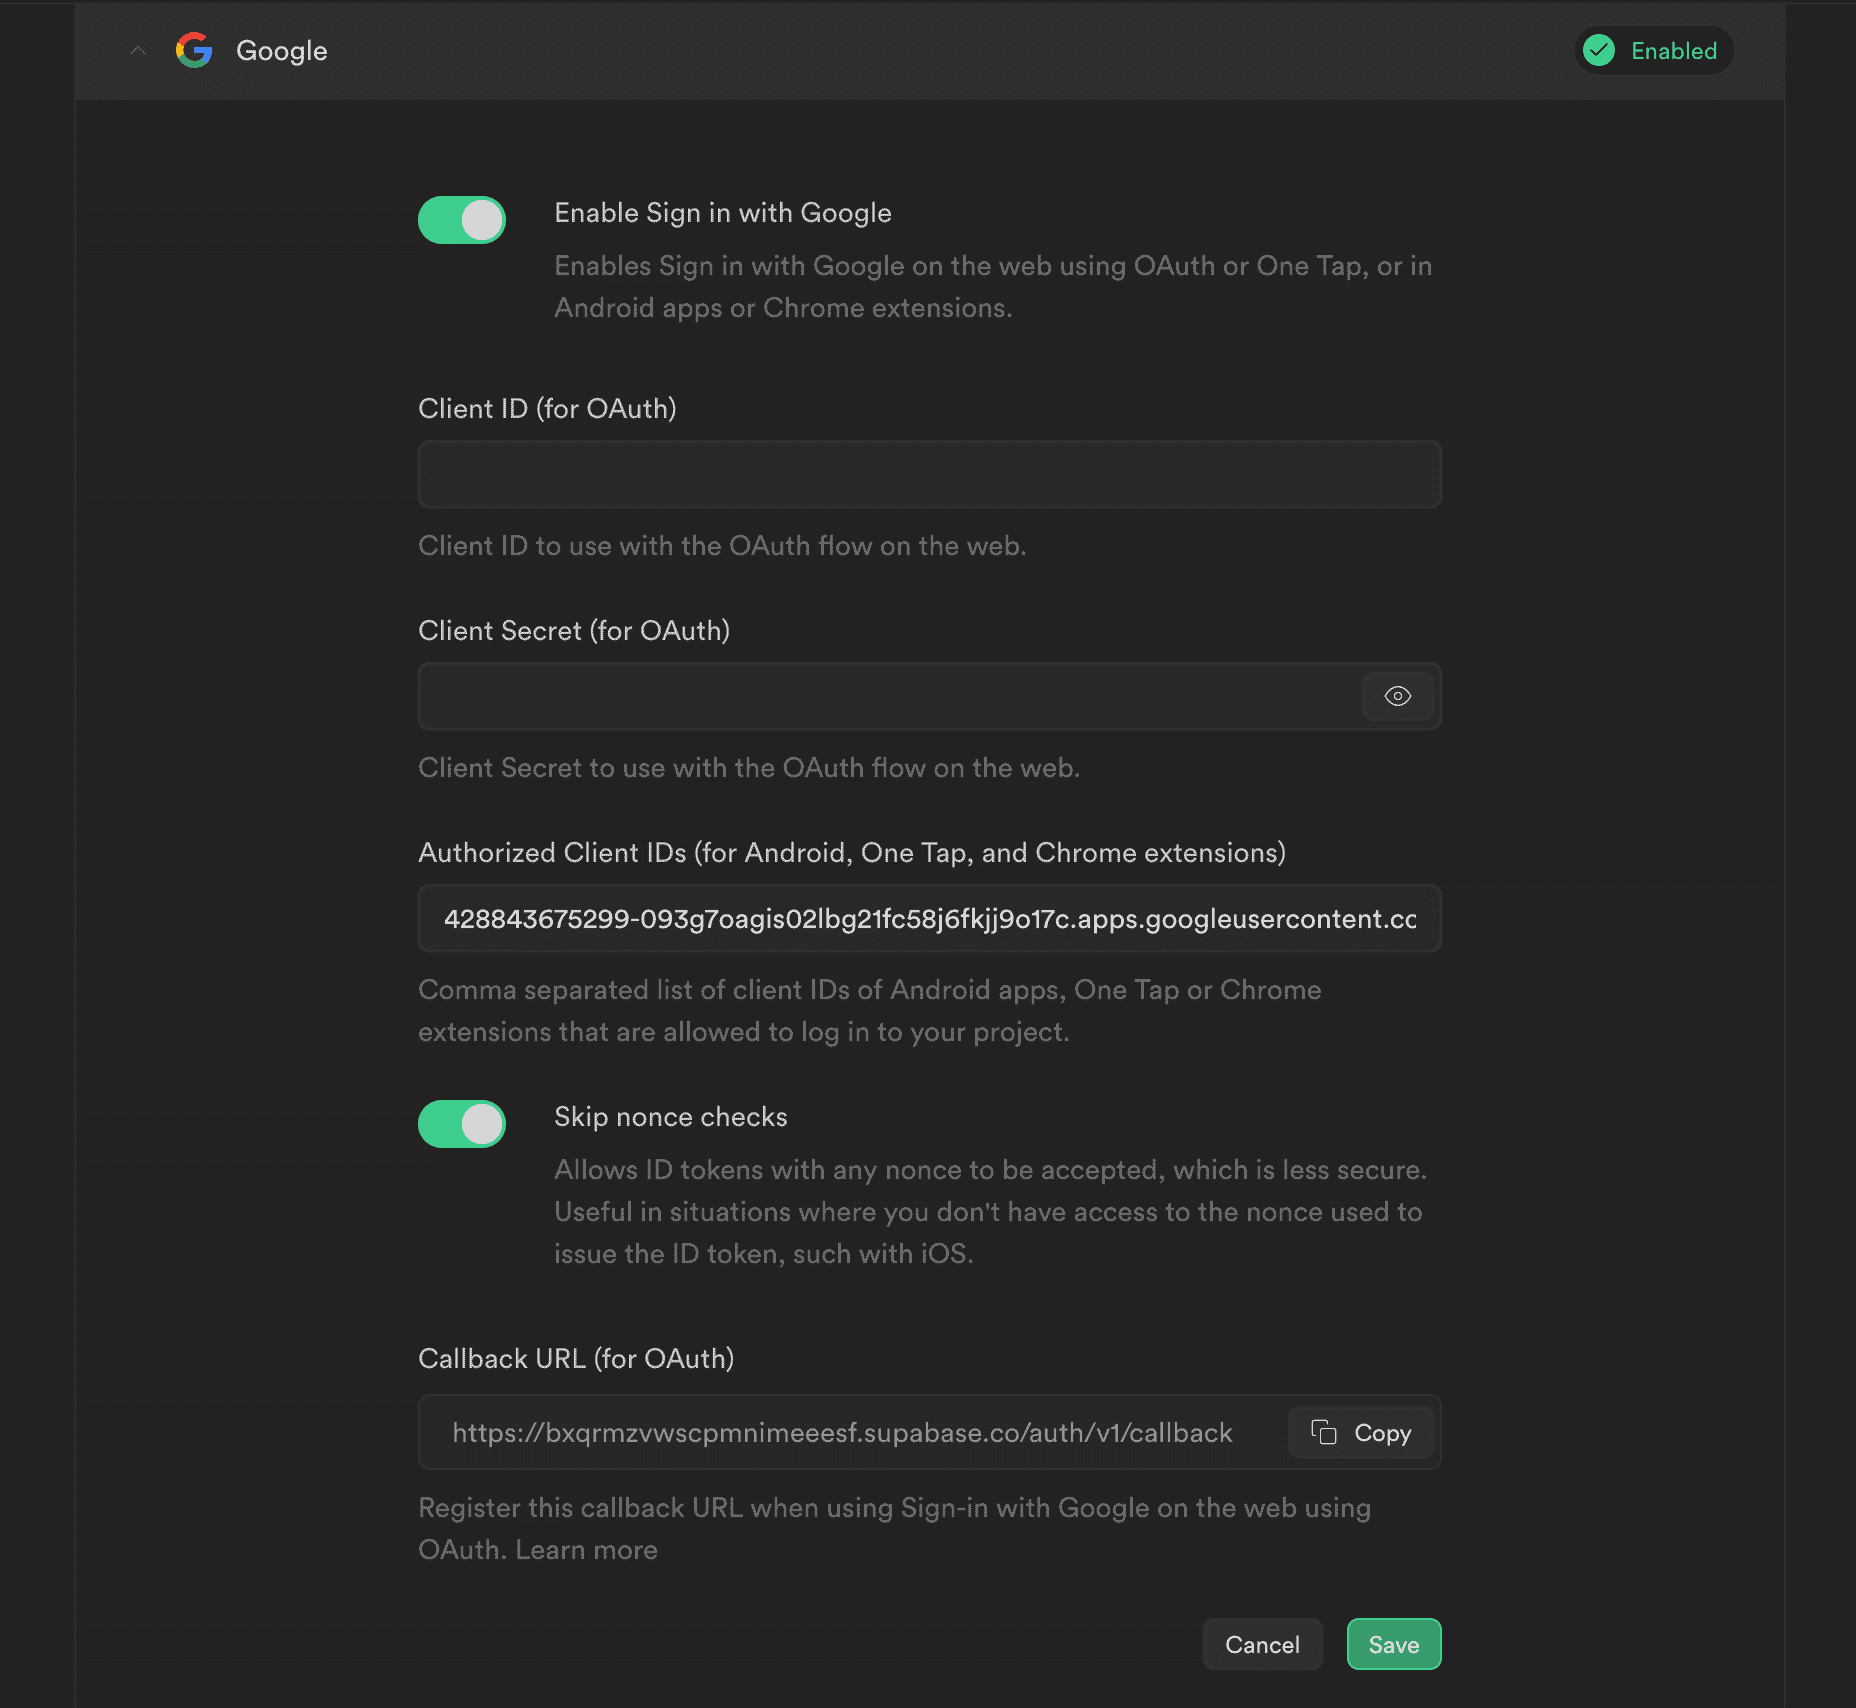 Google
Enabled
Enable Sign in with Google
Enables Sign in with Google on the web using OAuth or One Tap, or in
Android apps or Chrome extensions.
Client ID (for OAuth)
Client ID to use with the OAuth flow on the web.
Client Secret (for OAuth)
Client Secret to use with the OAuth flow on the web.
Authorized Client IDs (for Android, One Tap, and Chrome extensions)
428843675299-093g7oagis02lbg21fc58j6fkjj9o17c.apps.googleusercontent.cc
Comma separated list of client IDs of Android apps, One Tap or Chrome
extensions that are allowed to log in to your project.
Skip nonce checks
Allows ID tokens with any nonce to be accepted, which is less secure.
Useful in situations where you don't have access to the nonce used to
issue the ID token, such with iOS.
Callback URL (for OAuth)
https://bxqrmzvwscpmnimeeesf.supabase.co/auth/v1/callback
Copy
Register this callback URL when using Sign-in with Google on the web using
OAuth. Learn more
Cancel
Save